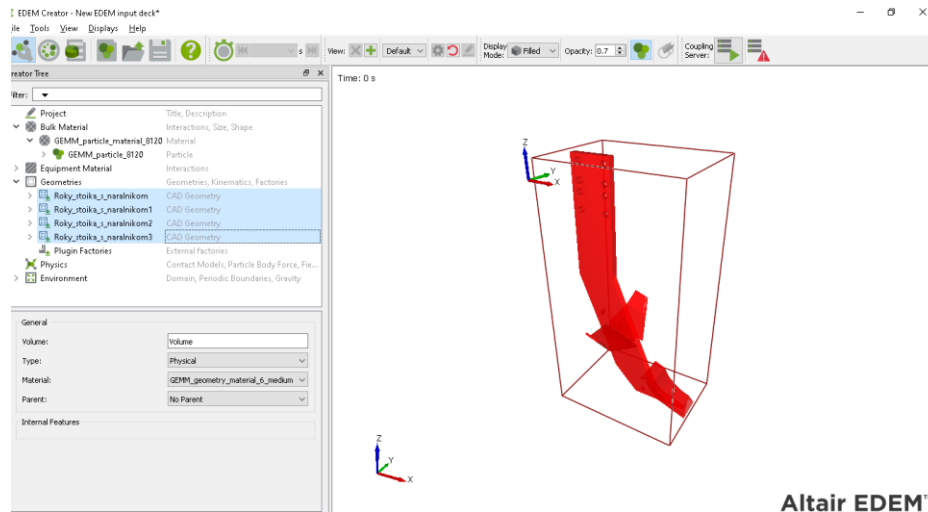 EDEM Creator - New EDEM input deck*
ile Tools View Displays Help
s View: Default Display Mode: Filled Opacity: 0.7 Coupling Server:
reator Tree
Filter:
Project Title, Description
Bulk Material Interactions, Size, Shape
GEMM_particle_material_8120 Material
GEMM_particle_8120 Particle
Equipment Material Interactions
Geometries Geometries, Kinematics, Factories
Roky_stoika_s_naralnikom CAD Geometry
Roky_stoika_s_naralnikom1 CAD Geometry
Roky_stoika_s_naralnikom2 CAD Geometry
Roky_stoika_s_naralnikom3 CAD Geometry
Plugin Factories External factories
Physics Contact Models, Particle Body Force, Fie...
Environment Domain, Periodic Boundaries, Gravity
General
Volume: Volume
Type: Physical
Material: GEMM_geometry_material_6_medium
Parent: No Parent
Internal Features
Time: 0 s
Z
Y
X
Z
Y
X
Altair EDEM™